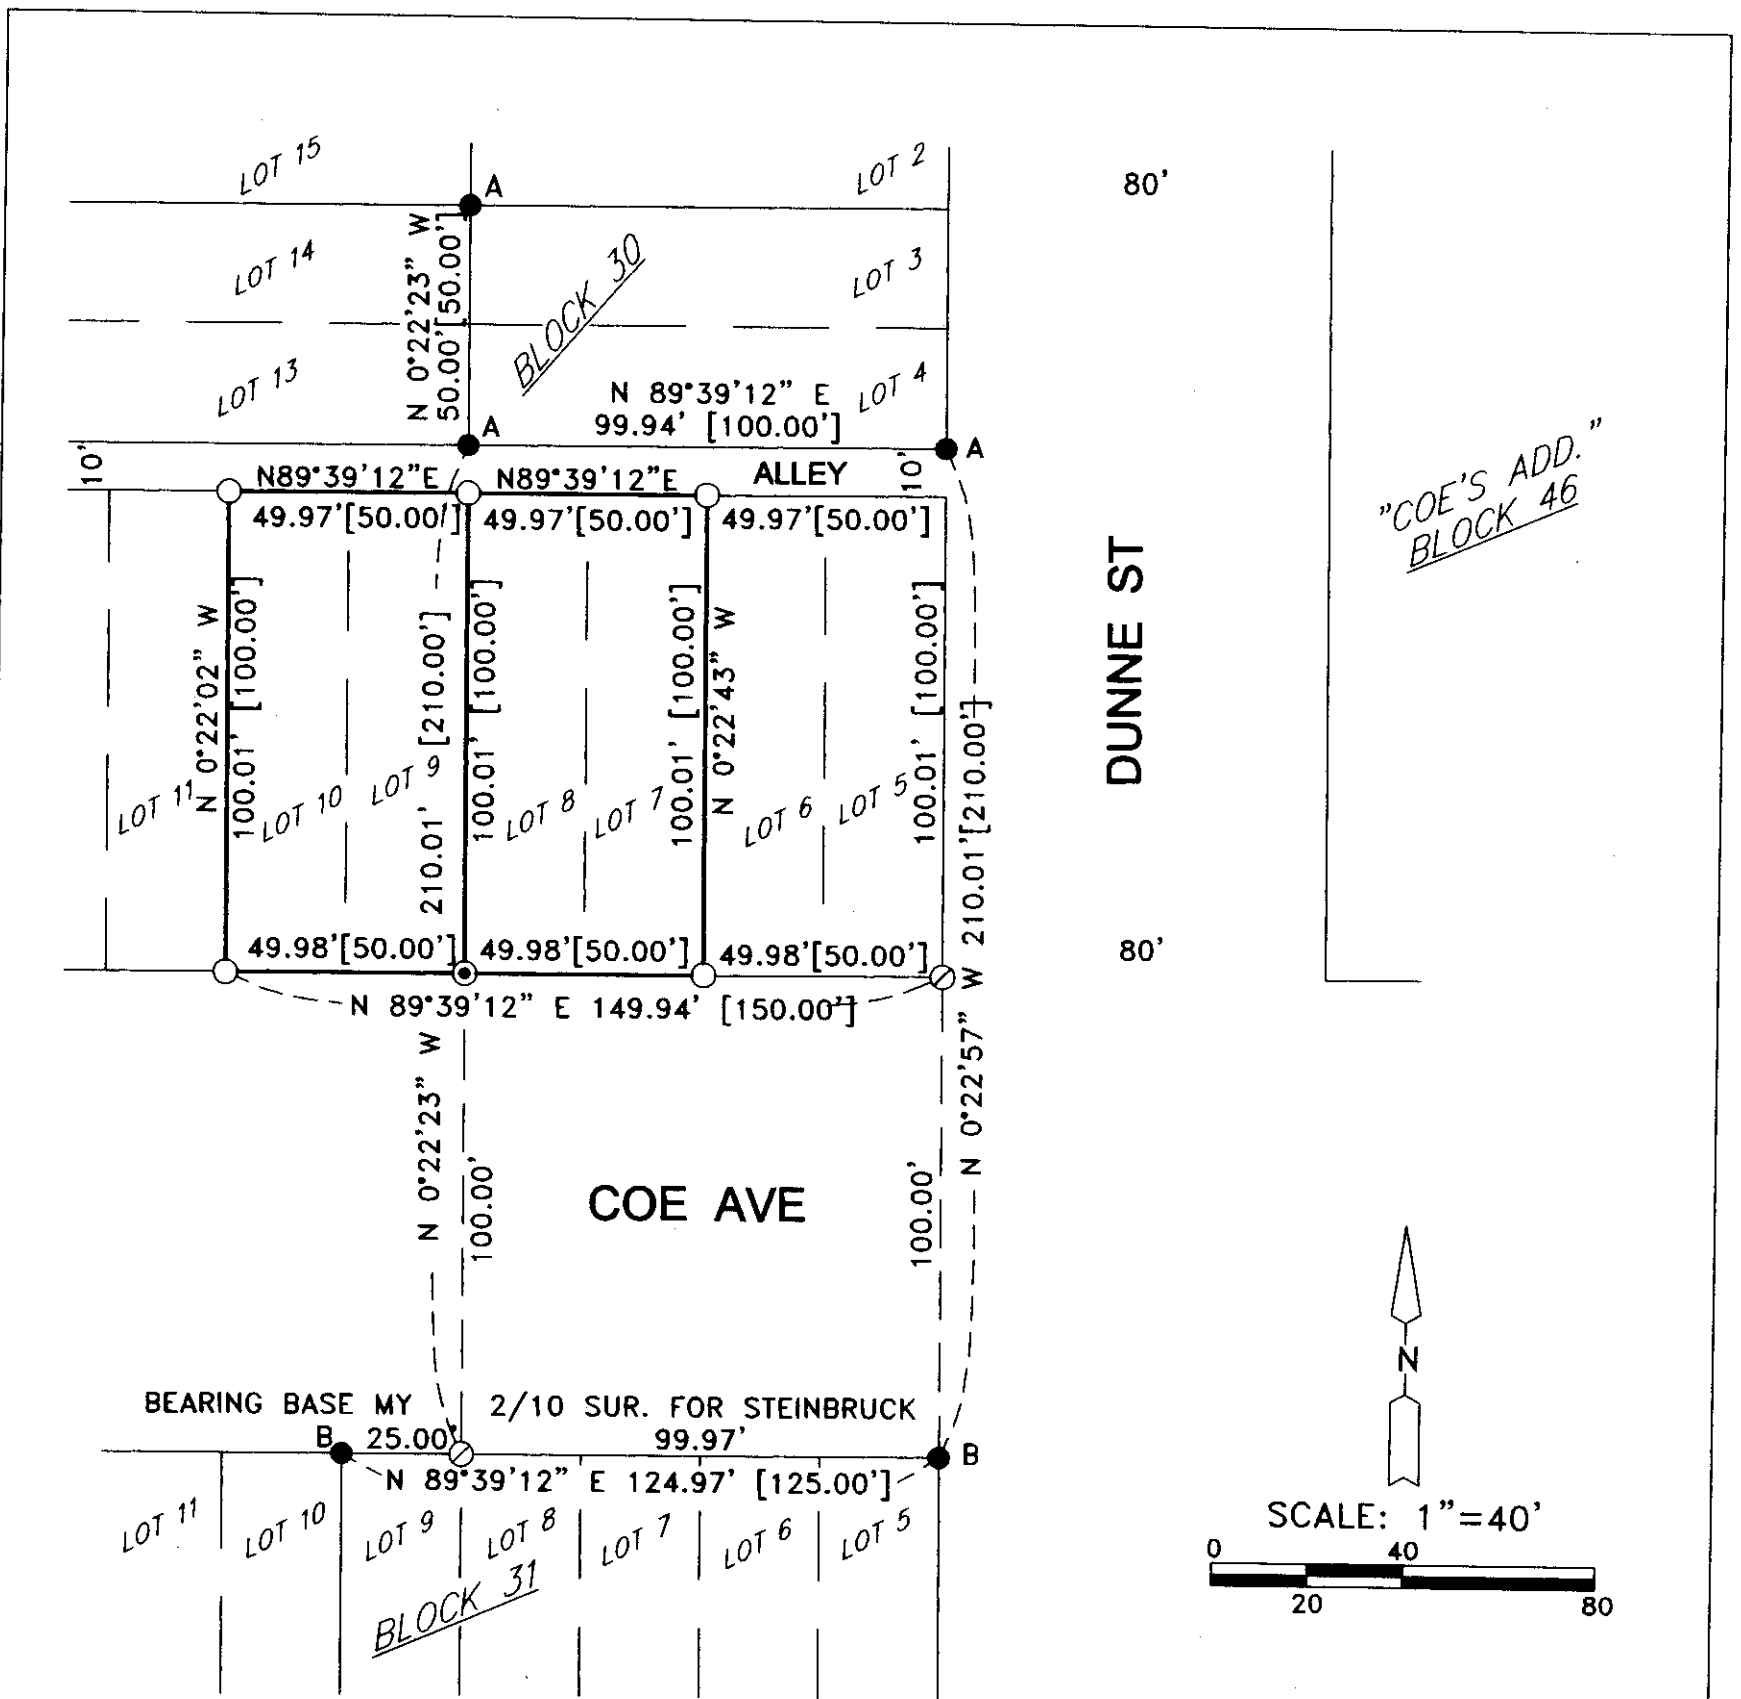 LOT 15
A
LOT 2
80'
LOT 14
N 0°22'23" W
50.00'[50.00']
BLOCK 30
LOT 3
LOT 13
N 89°39'12" E
99.94' [100.00']
LOT 4
A
A
10'
N89°39'12"E
N89°39'12"E
ALLEY
10'
"COE'S ADD."
BLOCK 46
49.97'[50.00']
49.97'[50.00']
49.97'[50.00']
DUNNE ST
N 0°22'02" W
100.01' [100.00']
210.01' [210.00']
100.01' [100.00']
100.01' [100.00']
N 0°22'43" W
100.01' [100.00']
LOT 11
LOT 10
LOT 9
LOT 8
LOT 7
LOT 6
LOT 5
N 0°22'57" W 210.01'[210.00']
49.98'[50.00']
49.98'[50.00']
49.98'[50.00']
80'
N 89°39'12" E 149.94' [150.00']
N 0°22'23" W
100.00'
COE AVE
100.00'
N
BEARING BASE MY 2/10 SUR. FOR STEINBRUCK
B
25.00'
99.97'
B
N 89°39'12" E 124.97' [125.00']
LOT 11
LOT 10
LOT 9
LOT 8
LOT 7
LOT 6
LOT 5
BLOCK 31
SCALE: 1"=40'
0
40
20
80